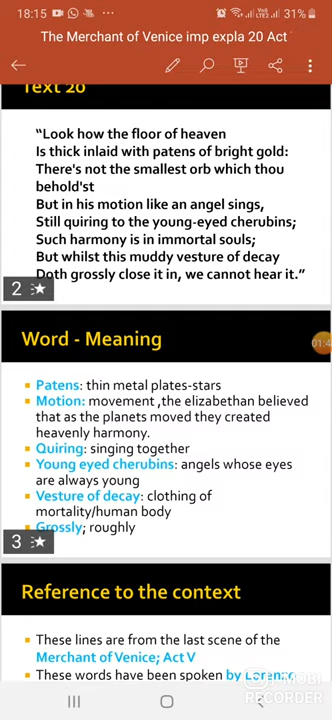 18:15
31%
The Merchant of Venice imp expla 20 Act
Text 20
“Look how the floor of heaven
Is thick inlaid with patens of bright gold:
There's not the smallest orb which thou
behold'st
But in his motion like an angel sings,
Still quiring to the young-eyed cherubins;
Such harmony is in immortal souls;
But whilst this muddy vesture of decay
Doth grossly close it in, we cannot hear it.”
2
Word - Meaning
Patens: thin metal plates-stars
Motion: movement ,the elizabethan believed
that as the planets moved they created
heavenly harmony.
Quiring: singing together
Young eyed cherubins: angels whose eyes
are always young
Vesture of decay: clothing of
mortality/human body
Grossly; roughly
3
Reference to the context
These lines are from the last scene of the
Merchant of Venice; Act V
These words have been spoken by Lorenzo
RECORDER